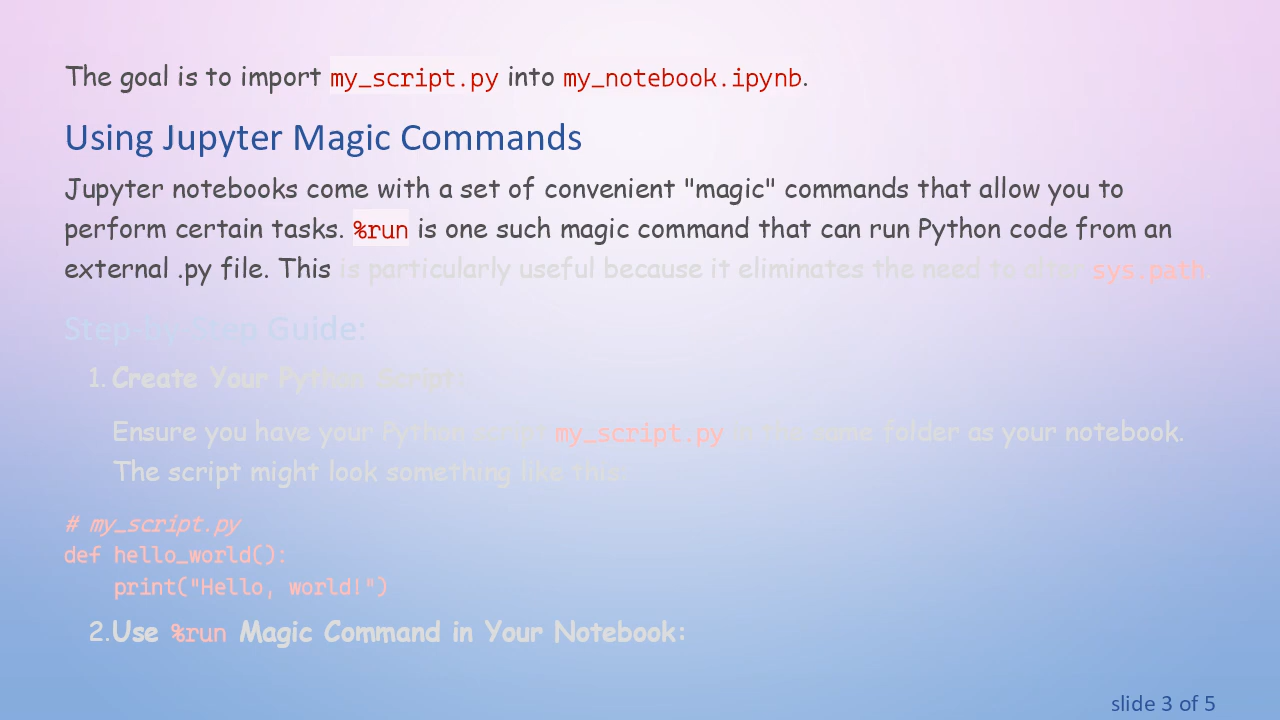 The goal is to import my_script.py into my_notebook.ipynb.
Using Jupyter Magic Commands
Jupyter notebooks come with a set of convenient "magic" commands that allow you to
perform certain tasks. %run is one such magic command that can run Python code from an
external .py file. This is particularly useful because it eliminates the need to alter sys.path.
Step-by-Step Guide:
1. Create Your Python Script:
Ensure you have your Python script my_script.py in the same folder as your notebook.
The script might look something like this:
# my_script.py
def hello_world():
    print("Hello, world!")
2. Use %run Magic Command in Your Notebook:
slide 3 of 5